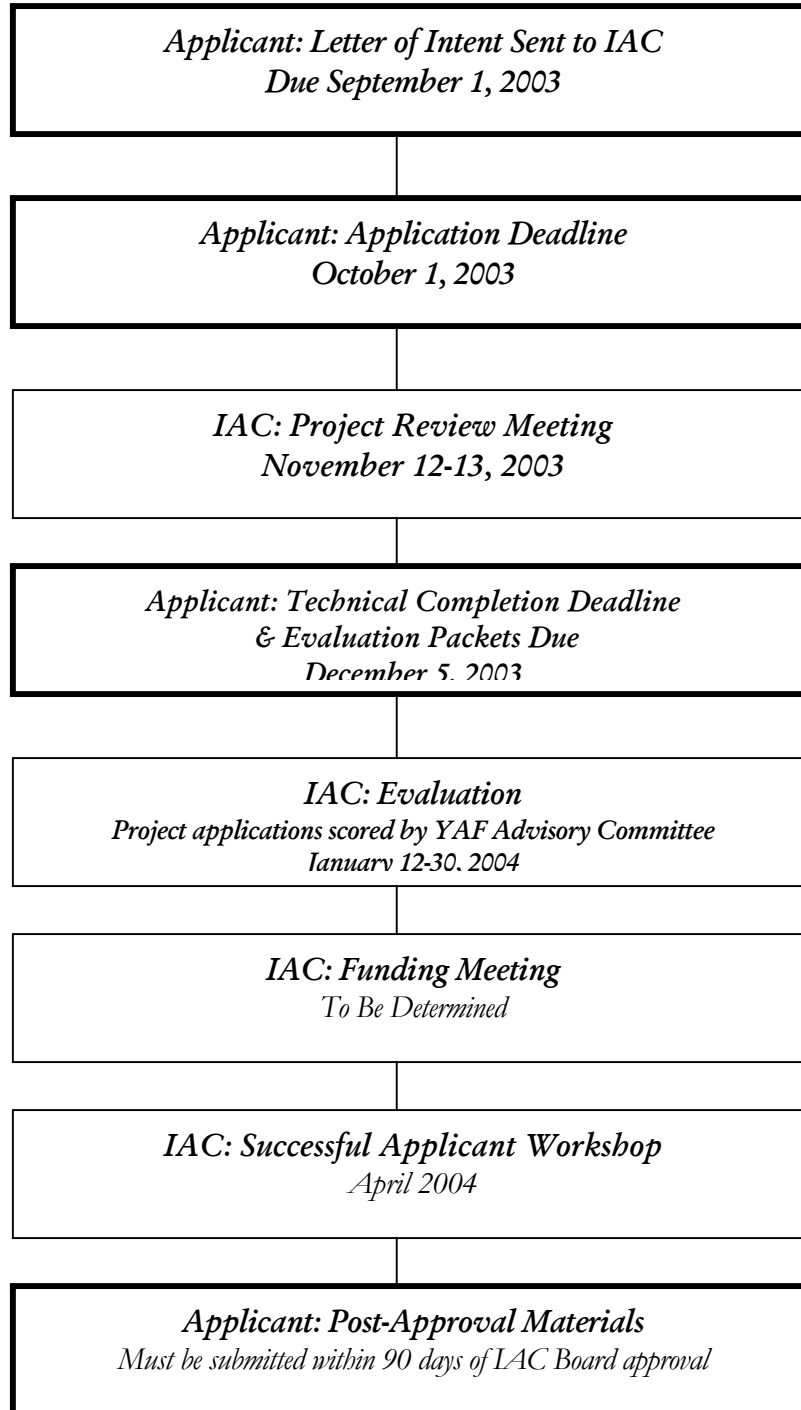 Applicant: Letter of Intent Sent to IAC
Due September 1, 2003
Applicant: Application Deadline
October 1, 2003
IAC: Project Review Meeting
November 12-13, 2003
Applicant: Technical Completion Deadline
& Evaluation Packets Due
December 5, 2003
IAC: Evaluation
Project applications scored by YAF Advisory Committee
January 12-30, 2004
IAC: Funding Meeting
To Be Determined
IAC: Successful Applicant Workshop
April 2004
Applicant: Post-Approval Materials
Must be submitted within 90 days of IAC Board approval